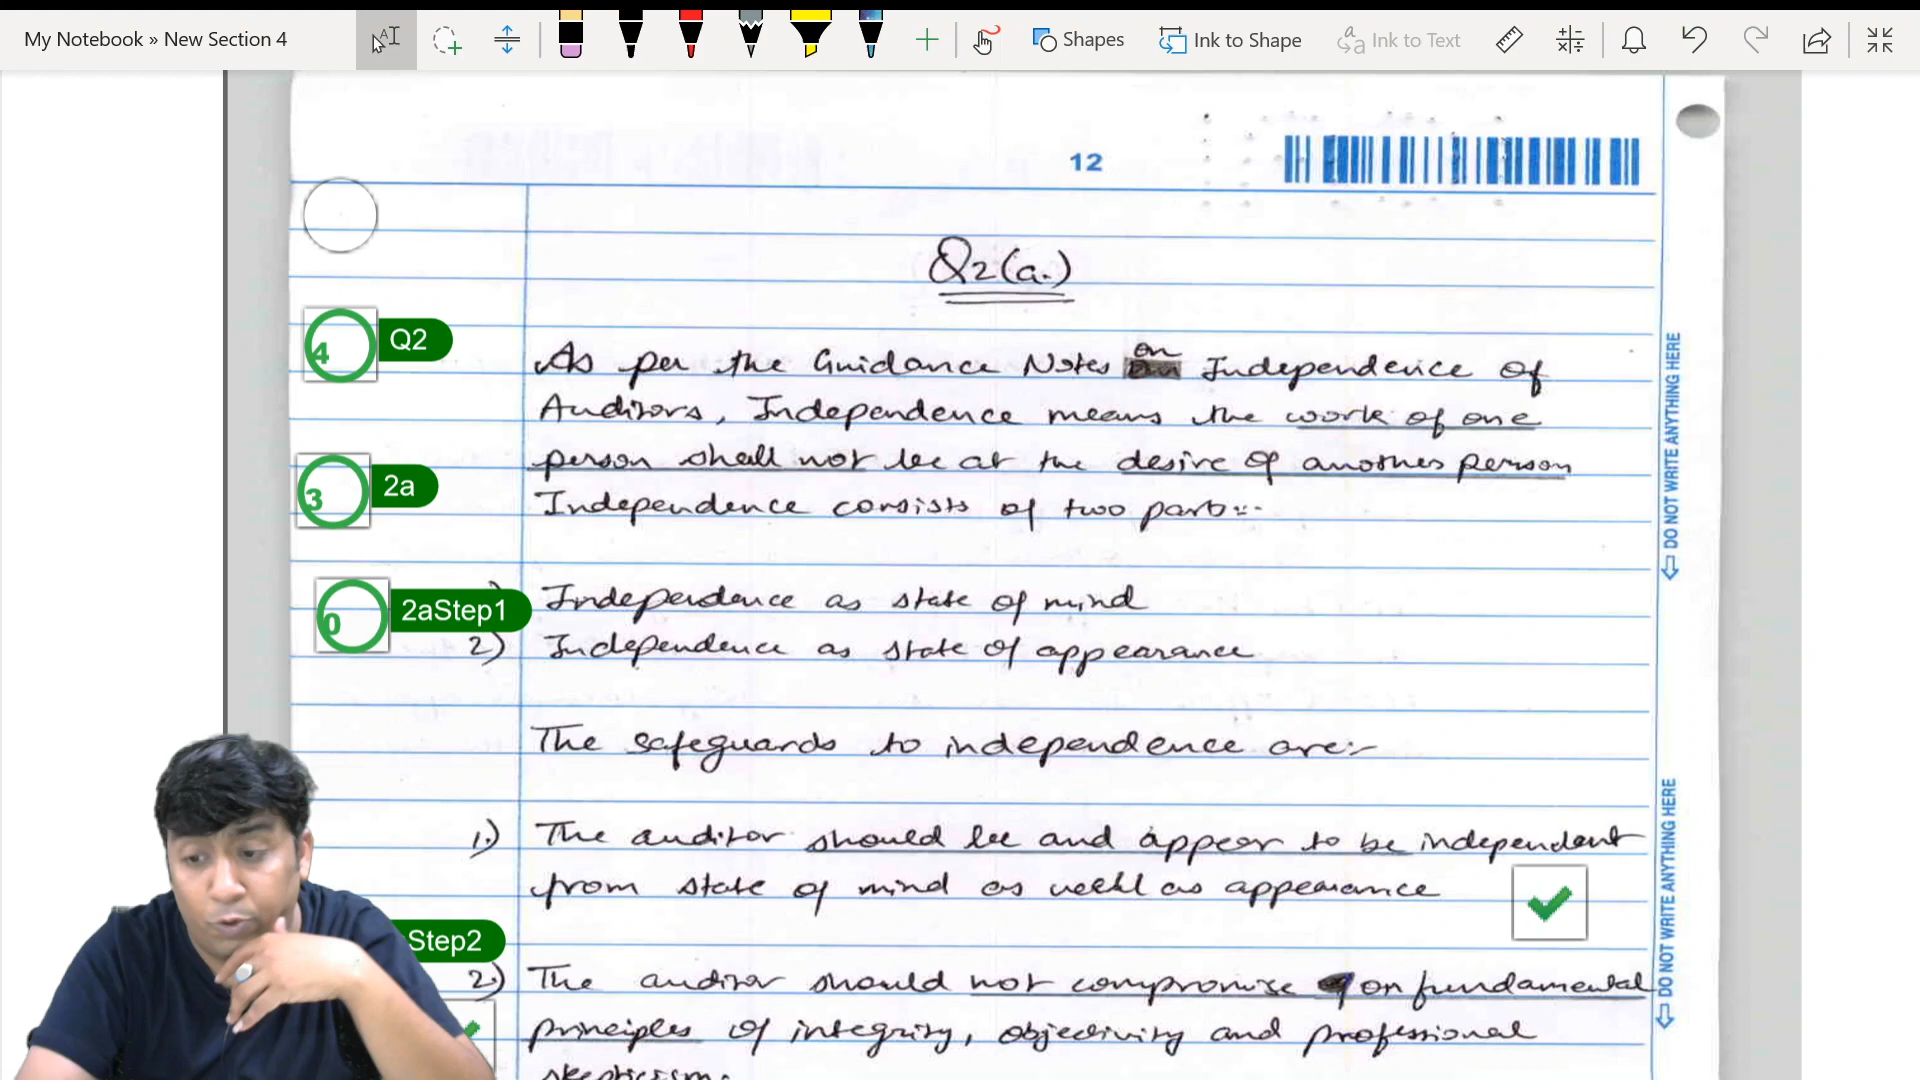 My Notebook » New Section 4
Shapes
Ink to Shape
Ink to Text
12
Q2(a.)
4 Q2
As per the Guidance Notes on Independence of
Auditors, Independence means the work of one
3 2a
person shall not be at the desire of another person
Independence consists of two parts:-
0 2aStep1
Independence as state of mind
2) Independence as state of appearance
The safeguards to independence are:-
1.) The auditor should be and appear to be independent
from state of mind as well as appearance
Step2
2.) The auditor should not compromise on fundamental
principles of integrity, objectivity and professional
skepticism.
DO NOT WRITE ANYTHING HERE
DO NOT WRITE ANYTHING HERE